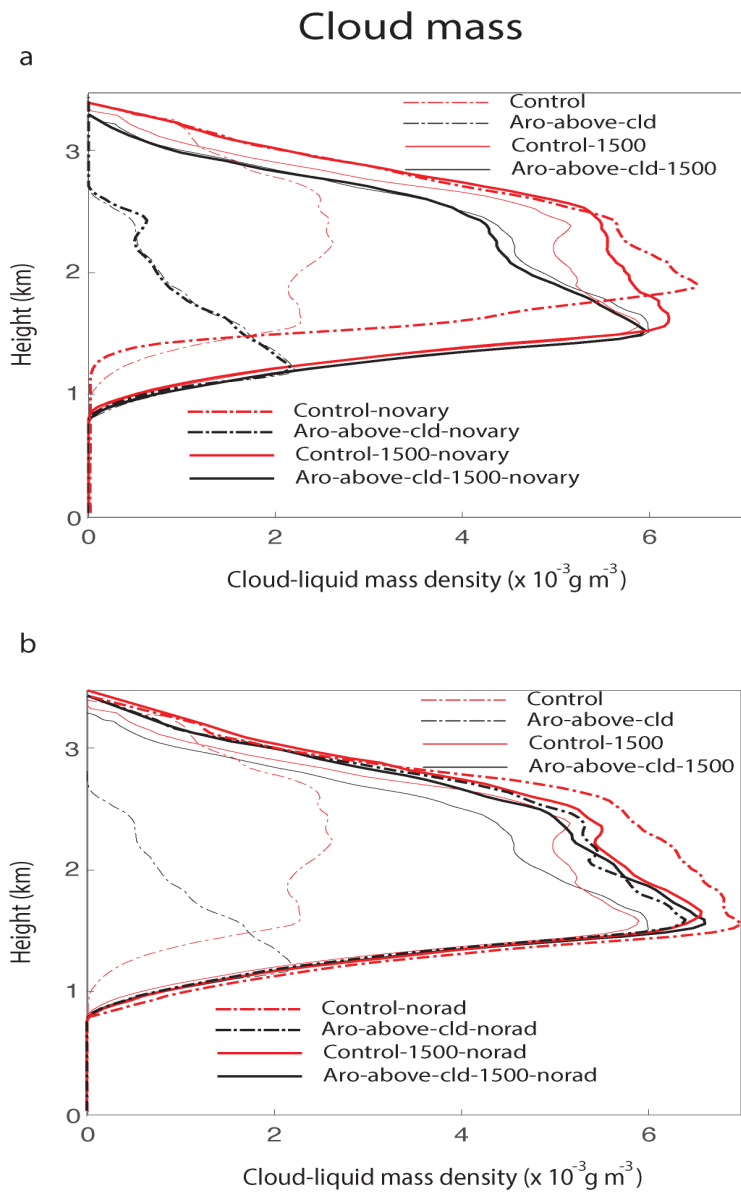 Cloud mass
a
Control
Aro-above-cld
Control-1500
Aro-above-cld-1500
3
2
1
0
Height (km)
Control-novary
Aro-above-cld-novary
Control-1500-novary
Aro-above-cld-1500-novary
0 2 4 6
Cloud-liquid mass density (x 10⁻³g m⁻³)
b
Control
Aro-above-cld
Control-1500
Aro-above-cld-1500
3
2
1
0
Height (km)
Control-norad
Aro-above-cld-norad
Control-1500-norad
Aro-above-cld-1500-norad
0 2 4 6
Cloud-liquid mass density (x 10⁻³g m⁻³)